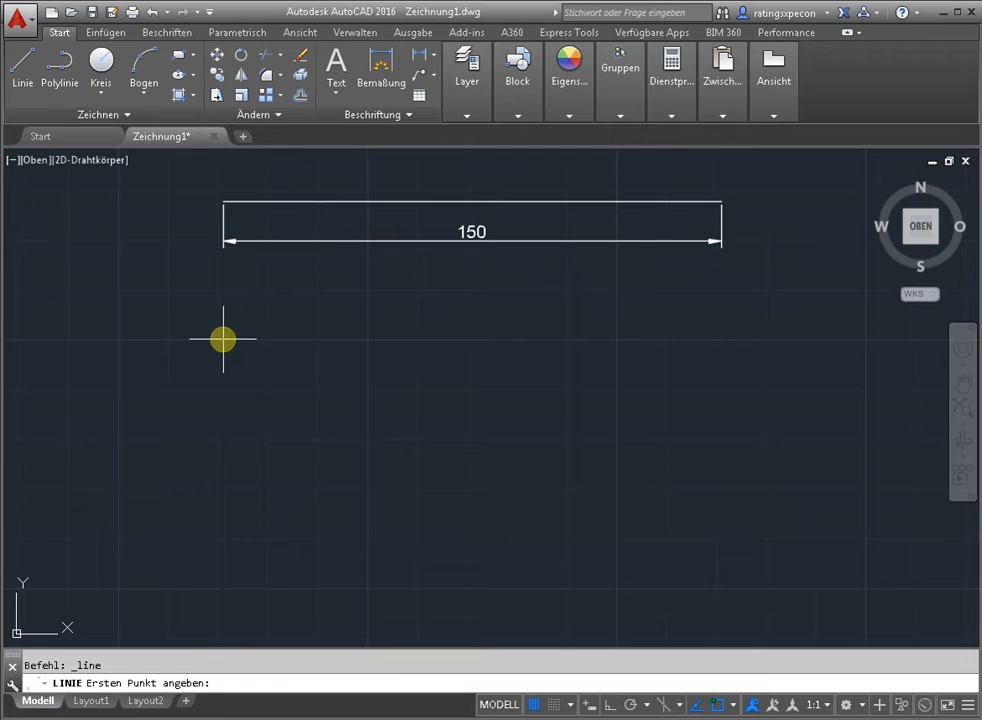 Autodesk AutoCAD 2016 Zeichnung1.dwg
Stichwort oder Frage eingeben
ratingsxpecon
Start Einfügen Beschriften Parametrisch Ansicht Verwalten Ausgabe Add-ins A360 Express Tools Verfügbare Apps BIM 360 Performance
Linie Polylinie Kreis Bogen Text Bemaßung Layer Block Eigens... Gruppen Dienstpr... Zwisch... Ansicht
Zeichnen Ändern Beschriftung
Start Zeichnung1*
[−][Oben][2D-Drahtkörper]
N
W OBEN O
S
WKS
150
Y
X
Befehl: _line
LINIE Ersten Punkt angeben:
Modell Layout1 Layout2
MODELL 1:1